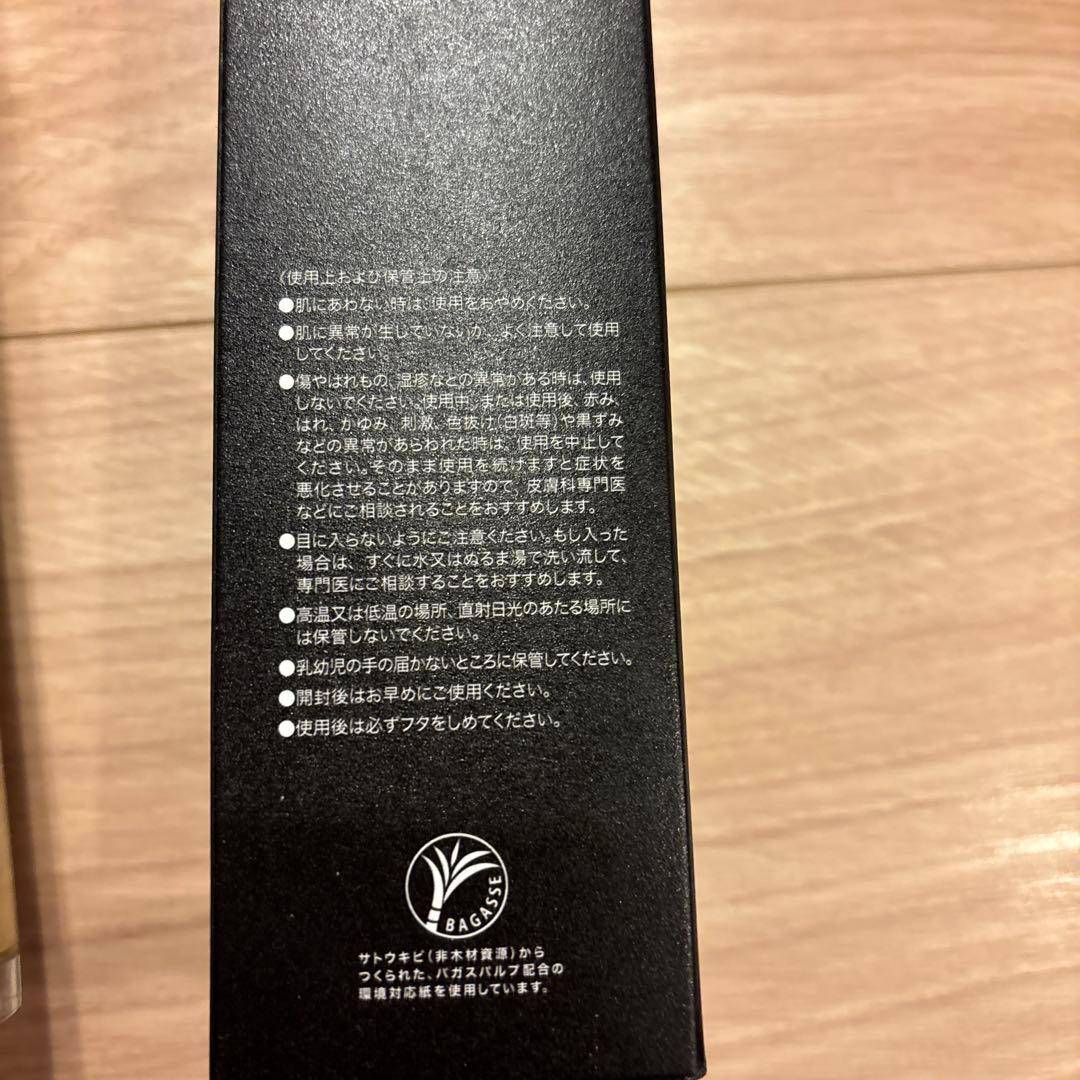 〈使用上および保管上の注意〉
●肌にあわない時は、使用をおやめください。
●肌に異常が生じていないか、よく注意して使用
してください。
●傷やはれもの、湿疹などの異常がある時は、使用
しないでください。使用中、または使用後、赤み、
はれ、かゆみ、刺激、色抜け(白斑等)や黒ずみ
などの異常があらわれた時は、使用を中止して
ください。そのまま使用を続けますと症状を
悪化させることがありますので、皮膚科専門医
などにご相談されることをおすすめします。
●目に入らないようにご注意ください。もし入った
場合は、すぐに水又はぬるま湯で洗い流して、
専門医にご相談することをおすすめします。
●高温又は低温の場所、直射日光のあたる場所に
は保管しないでください。
●乳幼児の手の届かないところに保管してください。
●開封後はお早めにご使用ください。
●使用後は必ずフタをしめてください。
BAGASSE
サトウキビ(非木材資源)から
つくられた、バガスパルプ配合の
環境対応紙を使用しています。